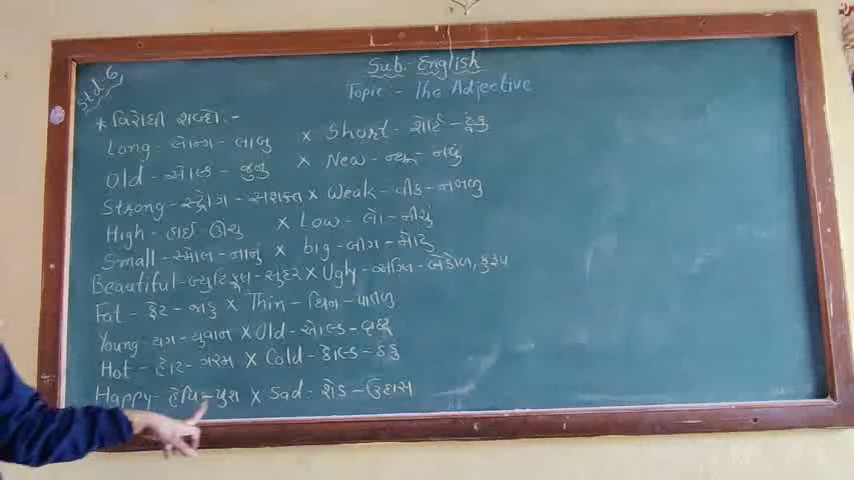 Std-6
Sub. English
Topic - The Adjective
* વિરોધી શબ્દો :-
Long - લોન્ગ - લાંબુ × Short - શોર્ટ - ટૂંકુ
Old - ઓલ્ડ - જુનુ × New - ન્યૂ - નવું
Strong - સ્ટ્રોંગ - સશક્ત × Weak - વીક - નબળુ
High - હાઈ ઊંચુ × Low - લો - નીચું
Small - સ્મોલ - નાનું × big - બીગ - મોટુ
Beautiful - બ્યુટિફૂલ - સુંદર × Ugly - અગ્લિ - બેડોળ, કુરૂપ
Fat - ફેટ - જાડુ × Thin - થિન - પાતળુ
Young - યંગ - યુવાન × Old - ઓલ્ડ - વૃદ્ધ
Hot - હોટ - ગરમ × Cold - કોલ્ડ - ઠંડુ
Happy - હેપિ - ખુશ × Sad - સેડ - ઉદાસ